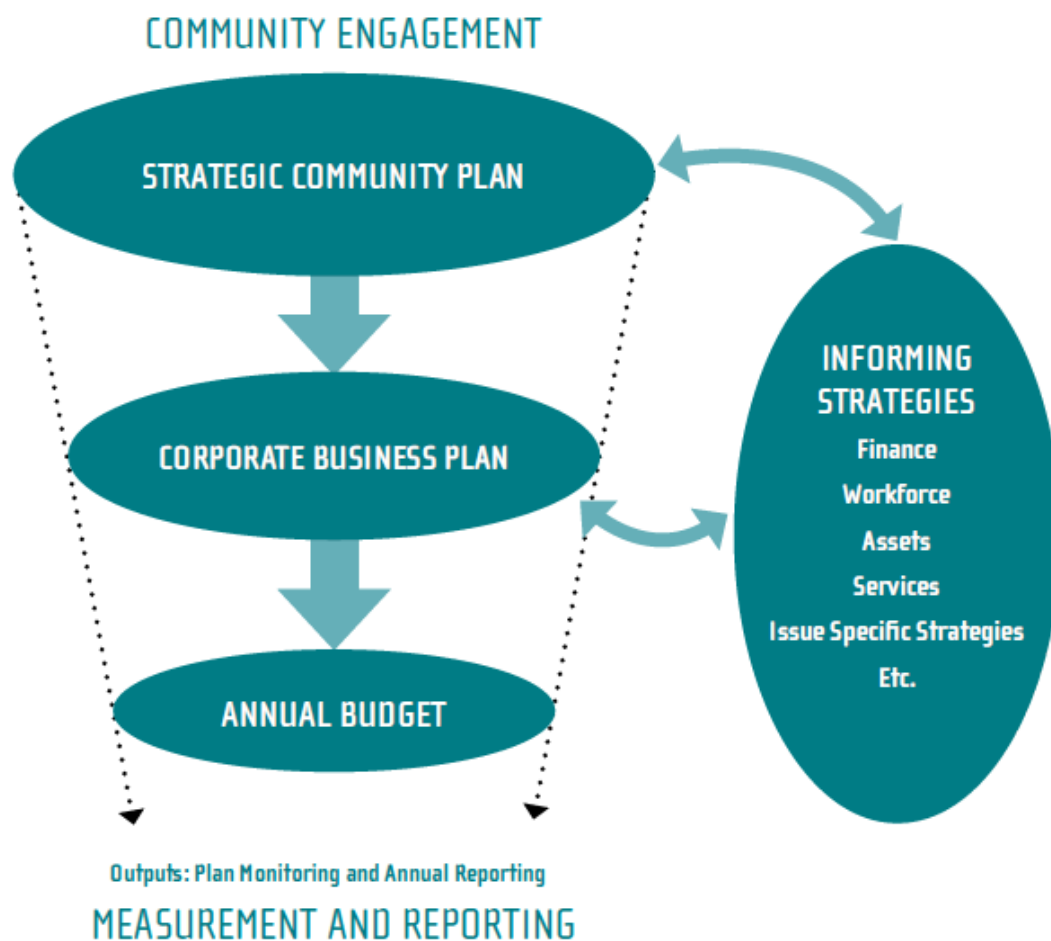 COMMUNITY ENGAGEMENT
STRATEGIC COMMUNITY PLAN
CORPORATE BUSINESS PLAN
ANNUAL BUDGET
INFORMING
STRATEGIES
Finance
Workforce
Assets
Services
Issue Specific Strategies
Etc.
Outputs: Plan Monitoring and Annual Reporting
MEASUREMENT AND REPORTING